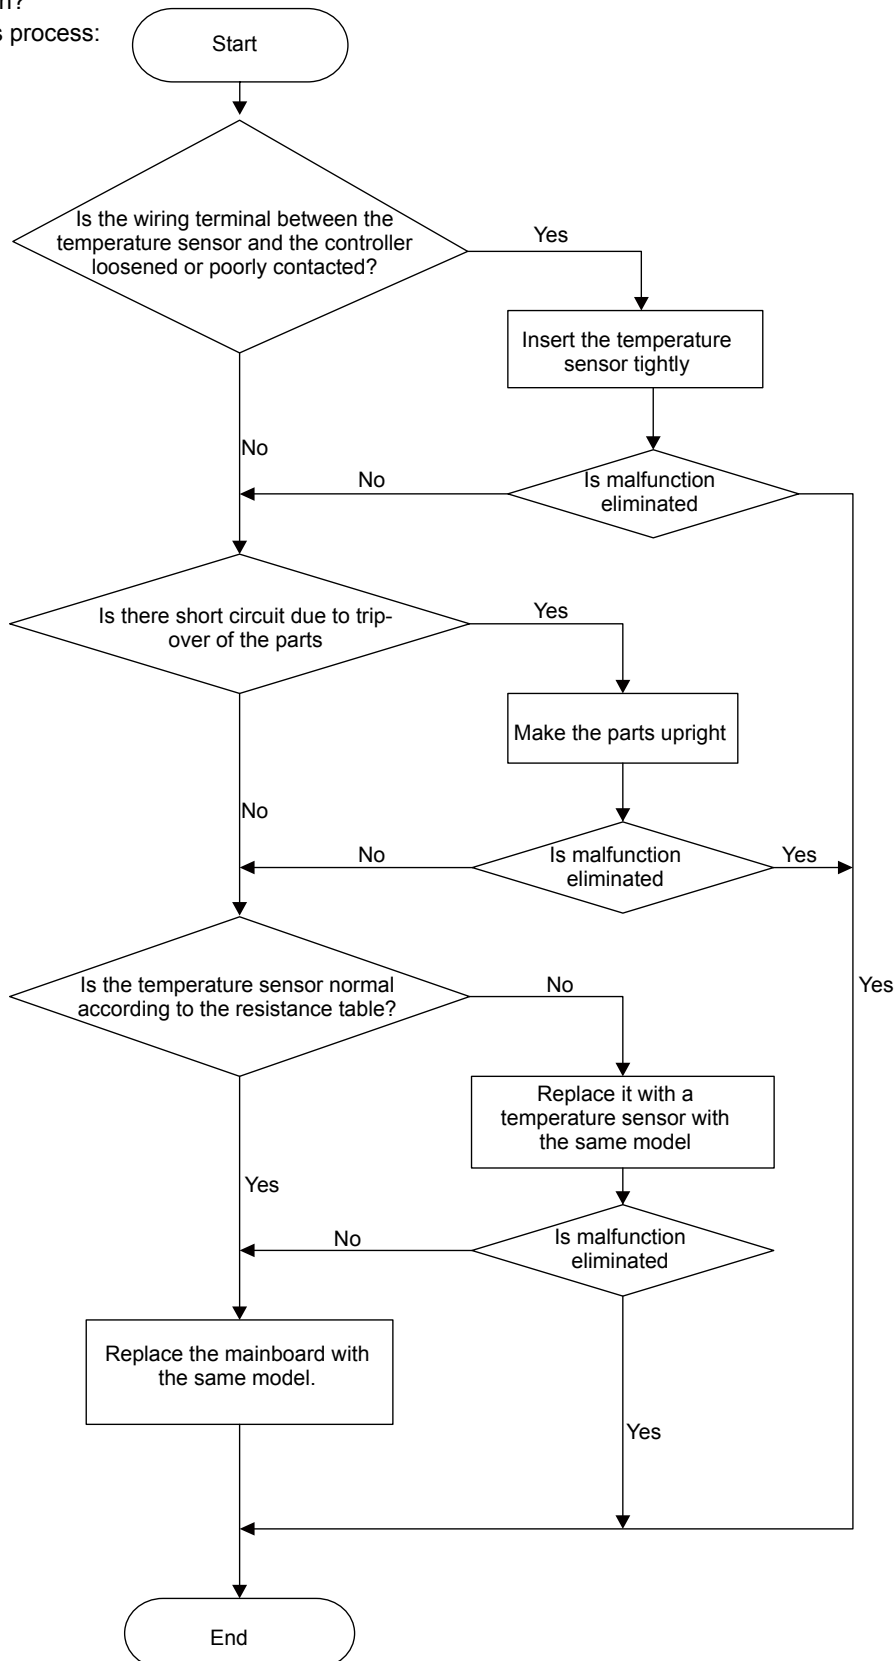 s process:
Start
Is the wiring terminal between the
temperature sensor and the controller
loosened or poorly contacted?
Yes
Insert the temperature
sensor tightly
No
No
Is malfunction
eliminated
Is there short circuit due to trip-
over of the parts
Yes
Make the parts upright
No
No
Is malfunction
eliminated
Yes
Is the temperature sensor normal
according to the resistance table?
No
Yes
Replace it with a
temperature sensor with
the same model
Yes
No
Is malfunction
eliminated
Replace the mainboard with
the same model.
Yes
End